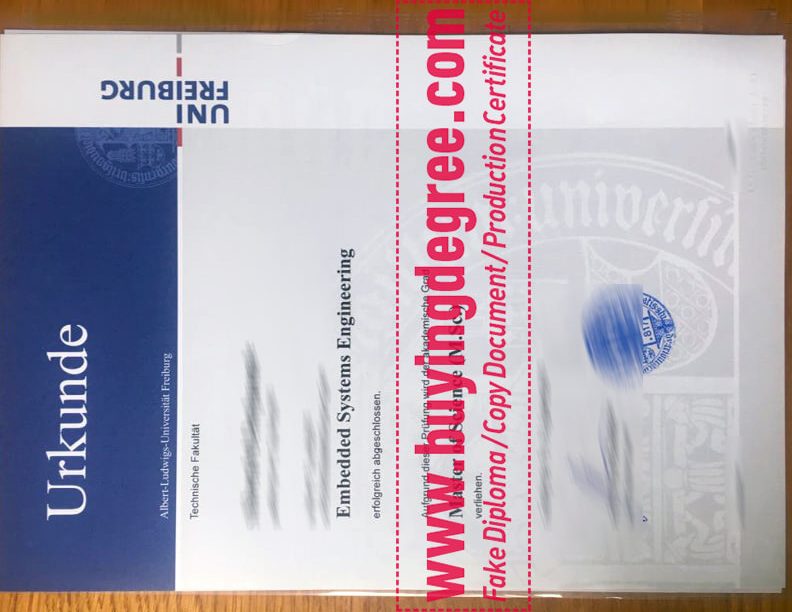 UNI
FREIBURG
Urkunde
Albert-Ludwigs-Universität Freiburg
Technische Fakultät
Embedded Systems Engineering
erfolgreich abgeschlossen.
Aufgrund dieser Prüfung wird der akademische Grad
Master of Science (M.Sc.)
verliehen.
www.buyingdegree.com
Fake Diploma / Copy Document / Production Certificate